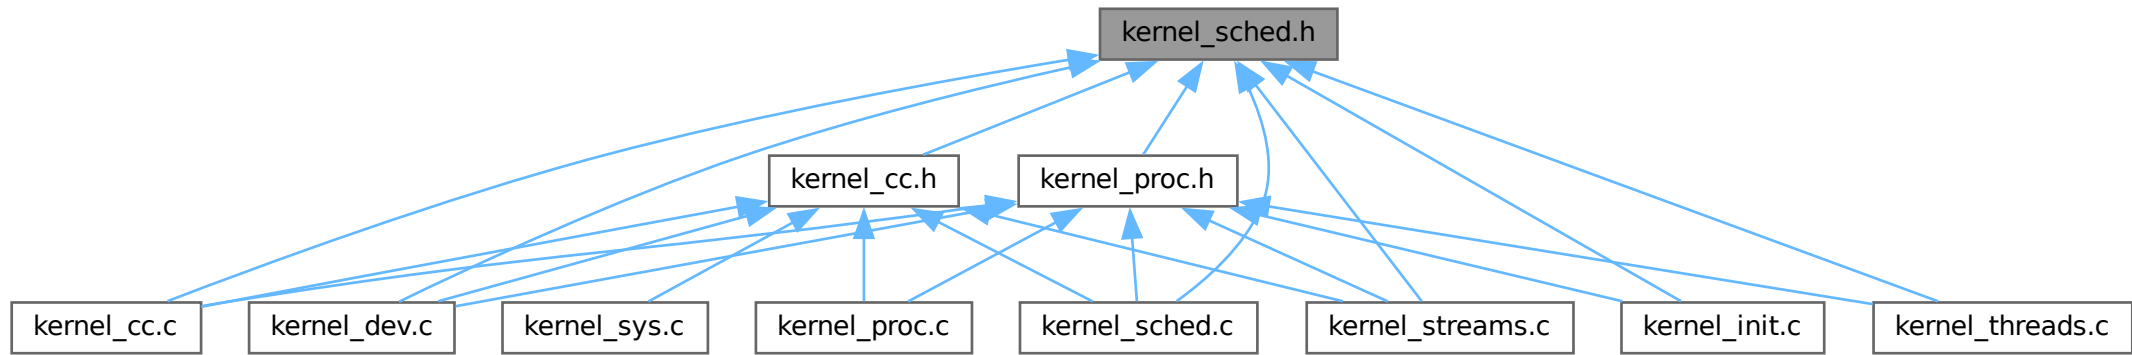 kernel_sched.h
kernel_cc.h
kernel_proc.h
kernel_cc.c
kernel_dev.c
kernel_sys.c
kernel_proc.c
kernel_sched.c
kernel_streams.c
kernel_init.c
kernel_threads.c